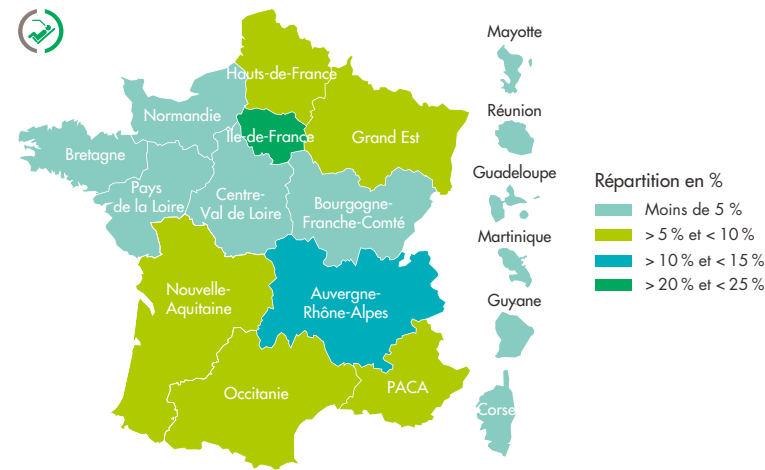 Mayotte
Hauts-de-France
Normandie
Réunion
Île-de-France
Grand Est
Bretagne
Guadeloupe
Répartition en %
Pays
de la Loire
Centre-
Val de Loire
Bourgogne-
Franche-Comté
Moins de 5 %
> 5 % et < 10 %
Martinique
> 10 % et < 15 %
> 20 % et < 25 %
Nouvelle-
Aquitaine
Auvergne-
Rhône-Alpes
Guyane
Occitanie
PACA
Corse